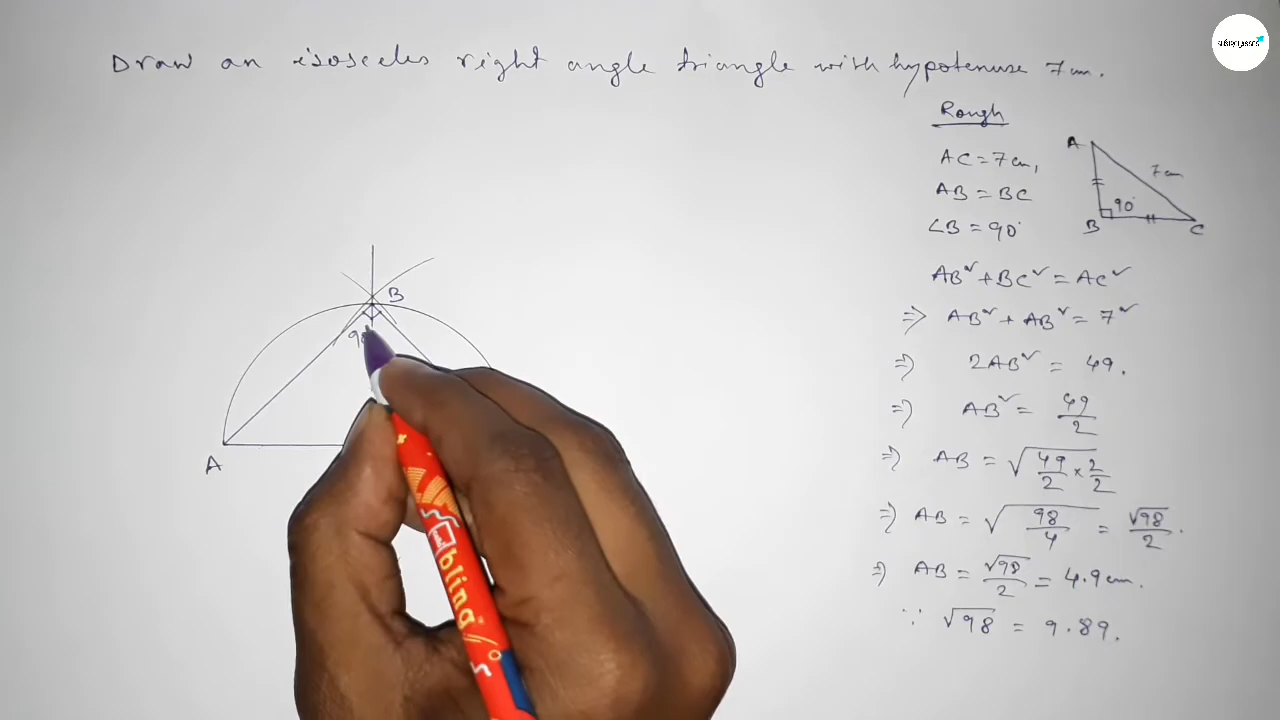 Draw an isosceles right angle triangle with hypotenuse 7cm.
Rough
AC = 7cm,
AB = BC
∠B = 90°
A
7cm
90°
B
C
AB² + BC² = AC²
⇒ AB² + AB² = 7²
⇒ 2AB² = 49.
⇒ AB² = 49/2
⇒ AB = √(49/2 × 2/2)
⇒ AB = √(98/4) = √98/2.
⇒ AB = √98/2 = 4.9cm.
∵ √98 = 9.89.
B
A
bling